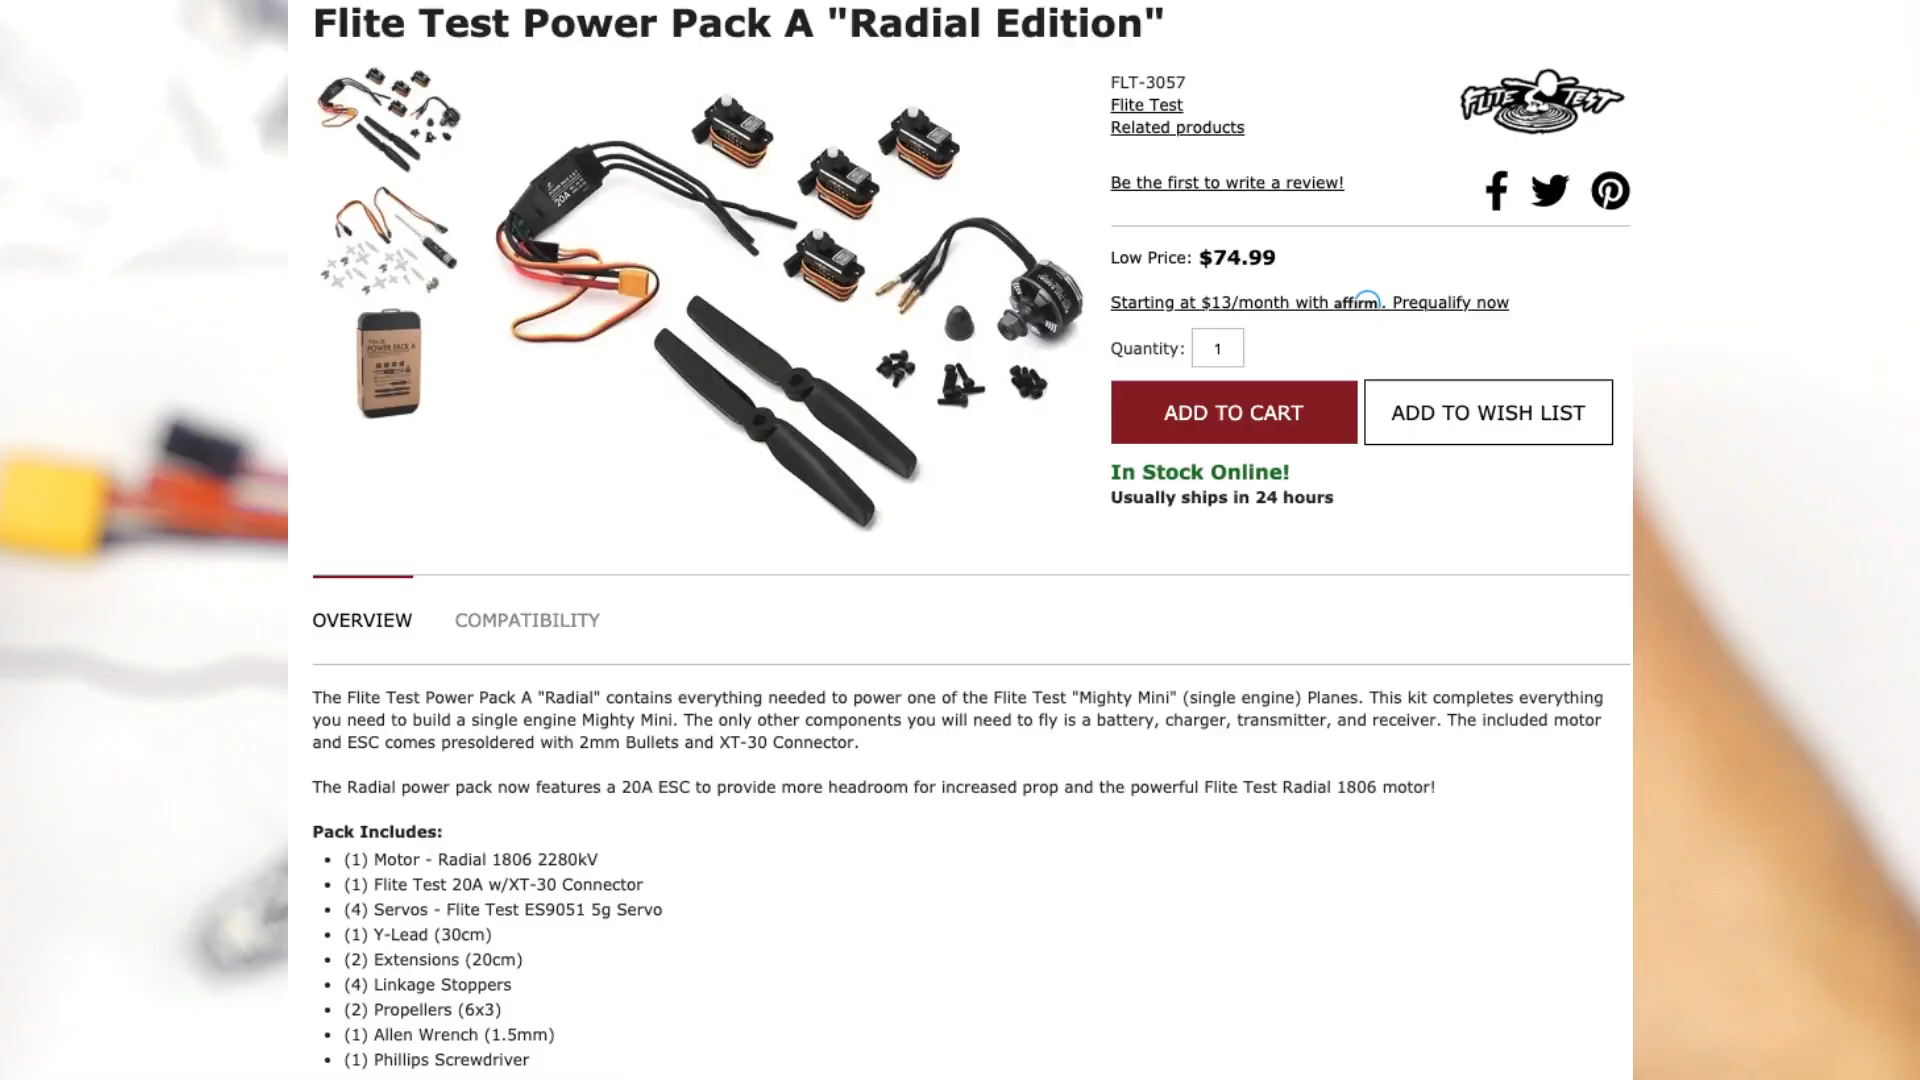 Flite Test Power Pack A "Radial Edition"
FLT-3057
Flite Test
Related products
FLITE TEST
Be the first to write a review!
Low Price: $74.99
Starting at $13/month with affirm. Prequalify now
Quantity: 1
ADD TO CART
ADD TO WISH LIST
In Stock Online!
Usually ships in 24 hours
20A
POWER PACK A
OVERVIEW
COMPATIBILITY
The Flite Test Power Pack A "Radial" contains everything needed to power one of the Flite Test "Mighty Mini" (single engine) Planes. This kit completes everything
you need to build a single engine Mighty Mini. The only other components you will need to fly is a battery, charger, transmitter, and receiver. The included motor
and ESC comes presoldered with 2mm Bullets and XT-30 Connector.
The Radial power pack now features a 20A ESC to provide more headroom for increased prop and the powerful Flite Test Radial 1806 motor!
Pack Includes:
• (1) Motor - Radial 1806 2280kV
• (1) Flite Test 20A w/XT-30 Connector
• (4) Servos - Flite Test ES9051 5g Servo
• (1) Y-Lead (30cm)
• (2) Extensions (20cm)
• (4) Linkage Stoppers
• (2) Propellers (6x3)
• (1) Allen Wrench (1.5mm)
• (1) Phillips Screwdriver